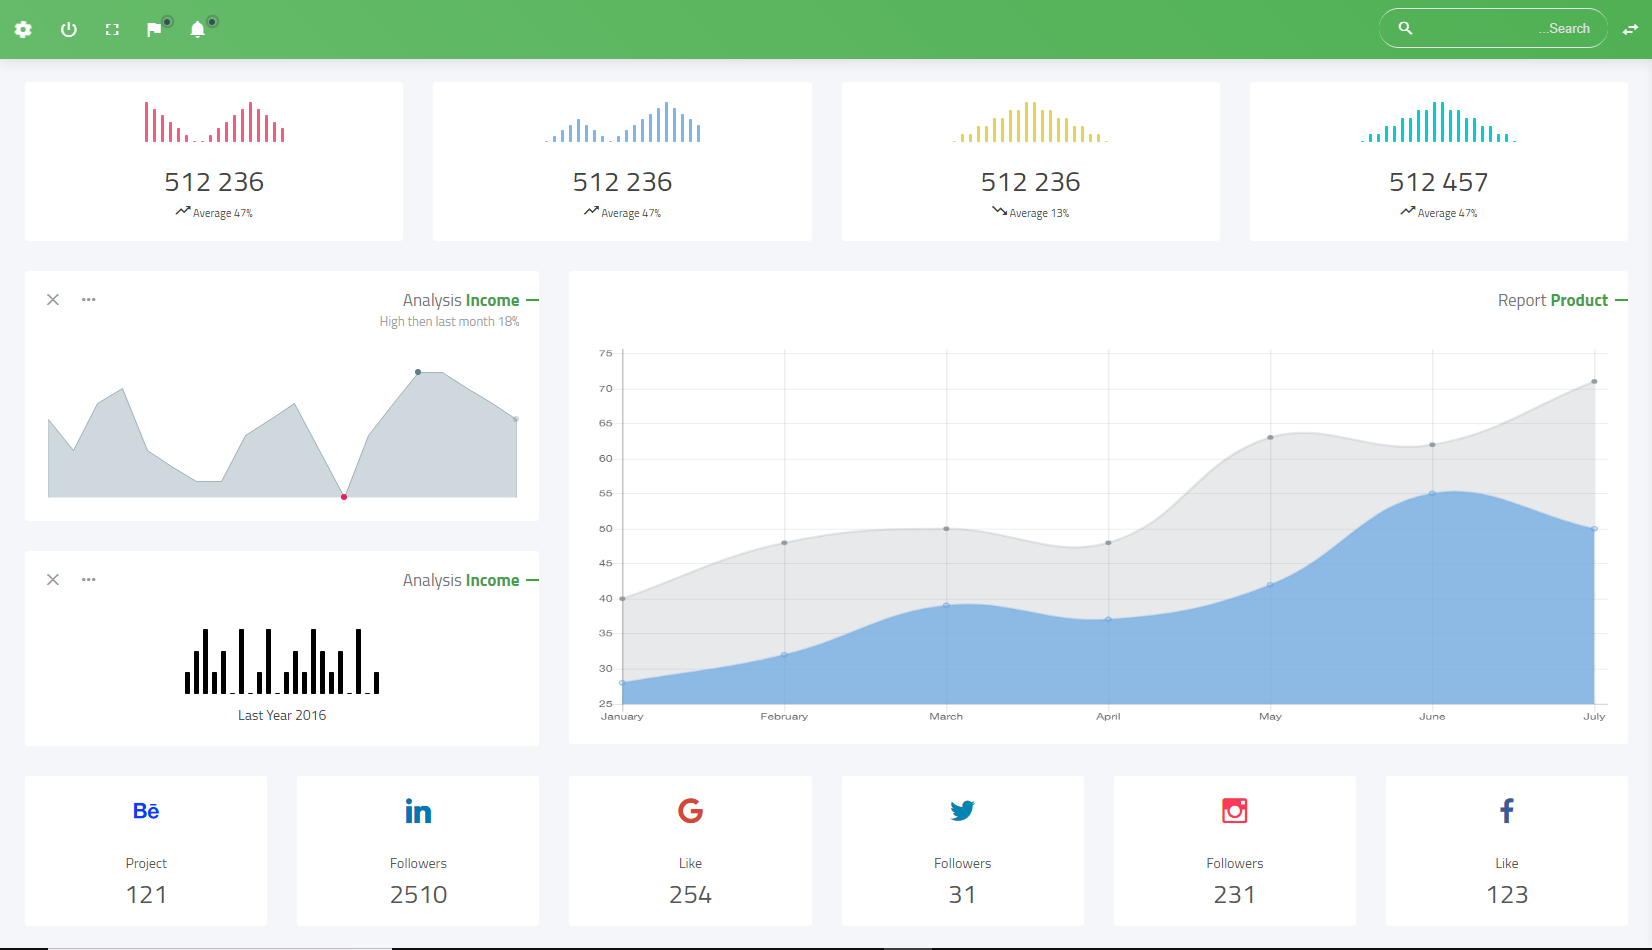 ...Search
512 236
Average 47%
512 236
Average 47%
512 236
Average 13%
512 457
Average 47%
Analysis Income
High then last month 18%
Report Product
75
70
65
60
55
50
45
40
35
30
25
January February March April May June July
Analysis Income
Last Year 2016
Bē
Project
121
in
Followers
2510
G
Like
254
Followers
31
Followers
231
f
Like
123